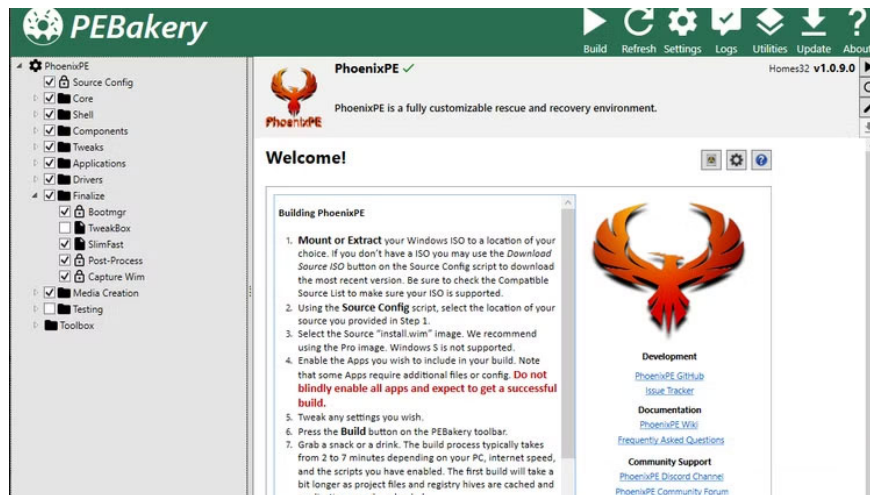 PEBakery
Build Refresh Settings Logs Utilities Update About
PhoenixPE
Source Config
Core
Shell
Components
Tweaks
Applications
Drivers
Finalize
Bootmgr
TweakBox
SlimFast
Post-Process
Capture Wim
Media Creation
Testing
Toolbox
PhoenixPE
PhoenixPE ✓
Homes32 v1.0.9.0
PhoenixPE is a fully customizable rescue and recovery environment.
Welcome!
Building PhoenixPE
1. Mount or Extract your Windows ISO to a location of your
choice. If you don't have a ISO you may use the Download
Source ISO button on the Source Config script to download
the most recent version. Be sure to check the Compatible
Source List to make sure your ISO is supported.
2. Using the Source Config script, select the location of your
source you provided in Step 1.
3. Select the Source "install.wim" image. We recommend
using the Pro image. Windows S is not supported.
4. Enable the Apps you wish to include in your build. Note
that some Apps require additional files or config. Do not
blindly enable all apps and expect to get a successful
build.
5. Tweak any settings you wish.
6. Press the Build button on the PEBakery toolbar.
7. Grab a snack or a drink. The build process typically takes
from 2 to 7 minutes depending on your PC, internet speed,
and the scripts you have enabled. The first build will take a
bit longer as project files and registry hives are cached and
Development
PhoenixPE GitHub
Issue Tracker
Documentation
PhoenixPE Wiki
Frequently Asked Questions
Community Support
PhoenixPE Discord Channel
PhoenixPE Community Forum